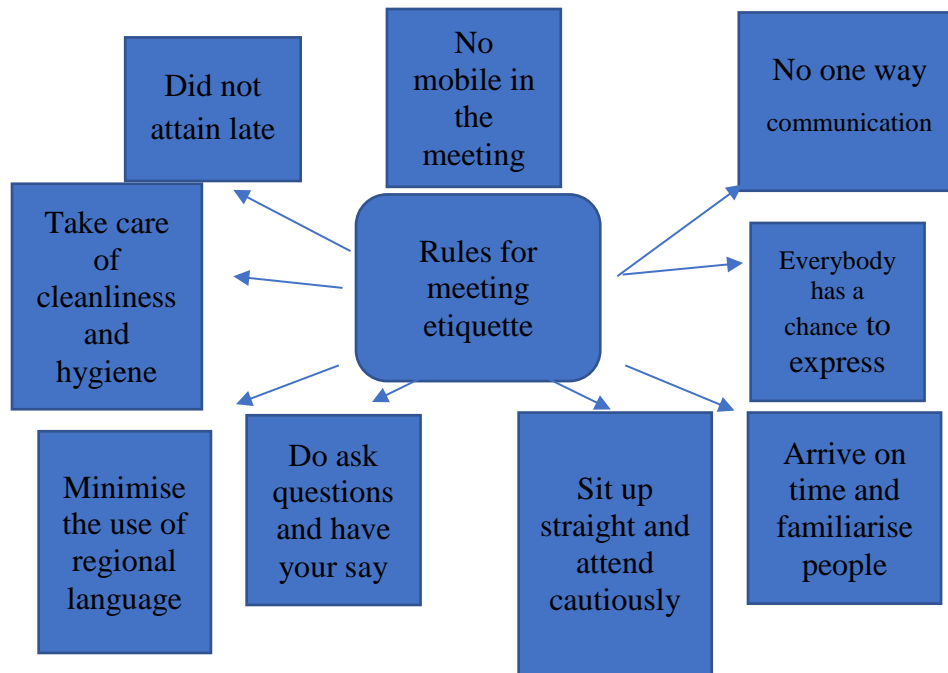 No
mobile in
the
meeting
Did not
attain late
No one way
communication
Take care
of
cleanliness
and
hygiene
Rules for
meeting
etiquette
Everybody
has a
chance to
express
Minimise
the use of
regional
language
Do ask
questions
and have
your say
Sit up
straight and
attend
cautiously
Arrive on
time and
familiarise
people